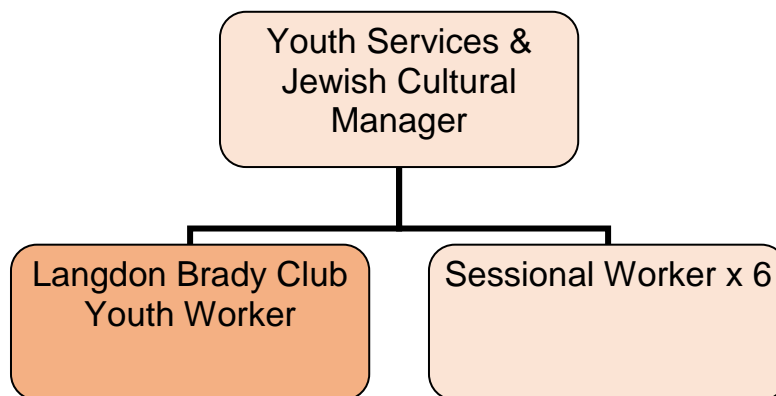 Youth Services &
Jewish Cultural
Manager
Langdon Brady Club
Youth Worker
Sessional Worker x 6